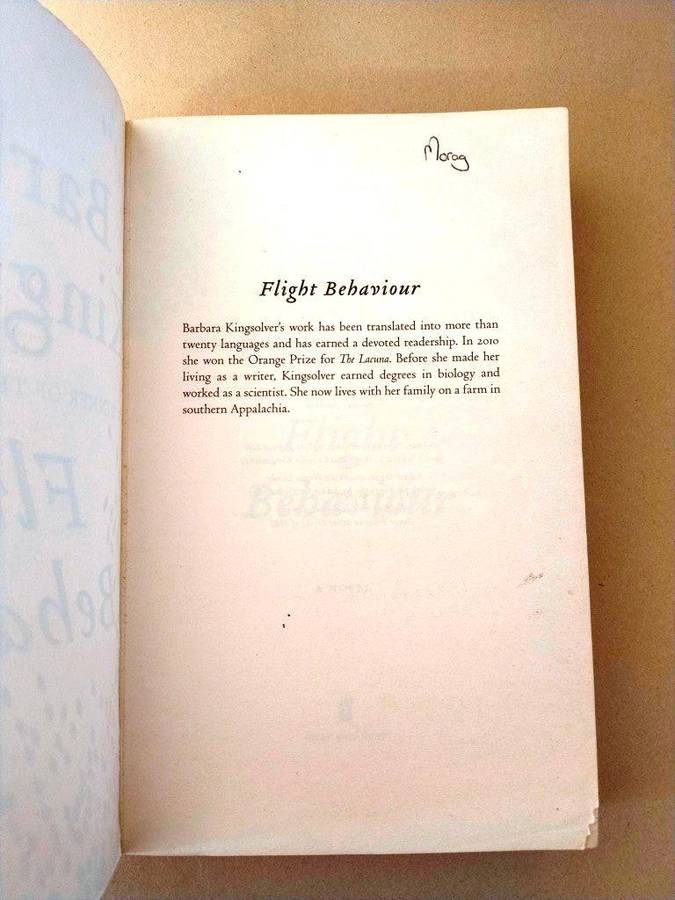 Morag
Flight Behaviour
Barbara Kingsolver's work has been translated into more than
twenty languages and has earned a devoted readership. In 2010
she won the Orange Prize for The Lacuna. Before she made her
living as a writer, Kingsolver earned degrees in biology and
worked as a scientist. She now lives with her family on a farm in
southern Appalachia.
Flight
Behaviour